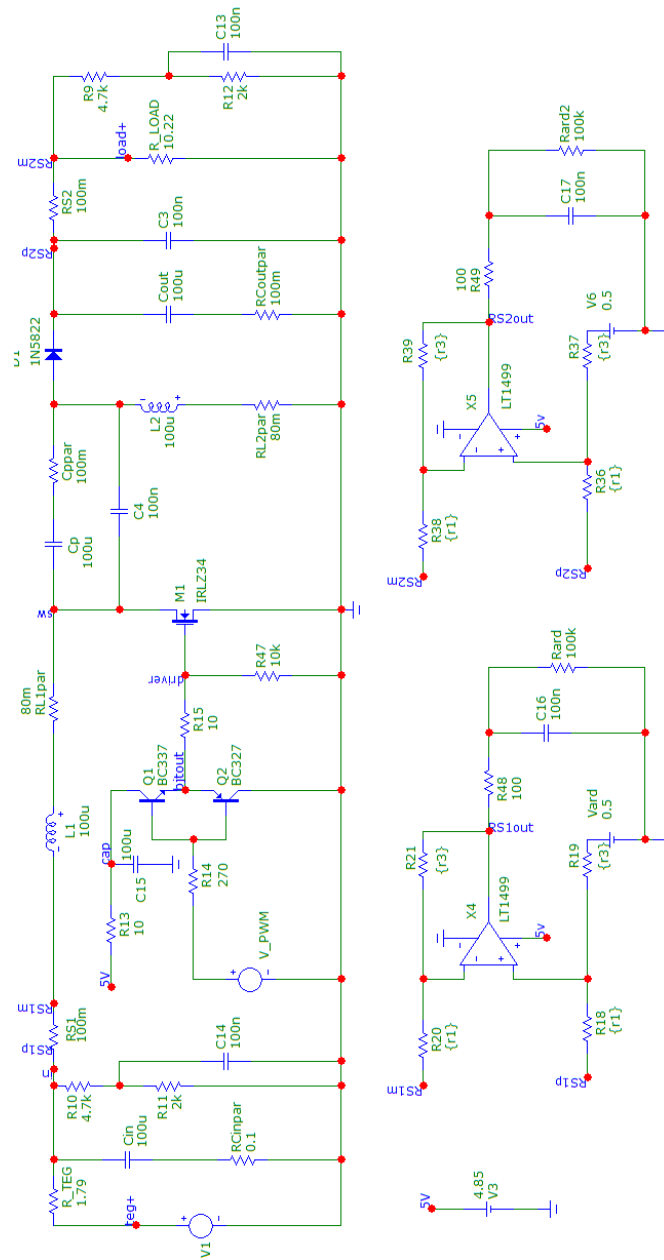 teg+
V1
R_TEG
1.79
Cin
100u
RCinpar
0.1
R10
4.7k
R11
2k
C14
100n
RS1p
RS1
100m
RS1m
5V
R13
10
cap
100u
C15
V_PWM
R14
270
Q1
BC337
bjtout
Q2
BC327
L1
100u
R15
10
driver
R47
10k
80m
RL1par
sw
M1
IRLZ34
Cp
100u
Cppar
100m
C4
100n
L2
100u
RL2par
80m
1N5822
Cout
100u
RCoutpar
100m
C3
100n
RS2p
RS2
100m
RS2m
load+
R_LOAD
10.22
R9
4.7k
R12
2k
C13
100n
5V
4.85
V3
RS1m
R20
{r1}
R21
{r3}
X4
LT1499
5v
RS1out
RS1p
R18
{r1}
R19
{r3}
Vard
0.5
R48
100
C16
100n
Rard
100k
RS2m
R38
{r1}
R39
{r3}
X5
LT1499
5v
RS2out
RS2p
R36
{r1}
R37
{r3}
V6
0.5
100
R49
C17
100n
Rard2
100k